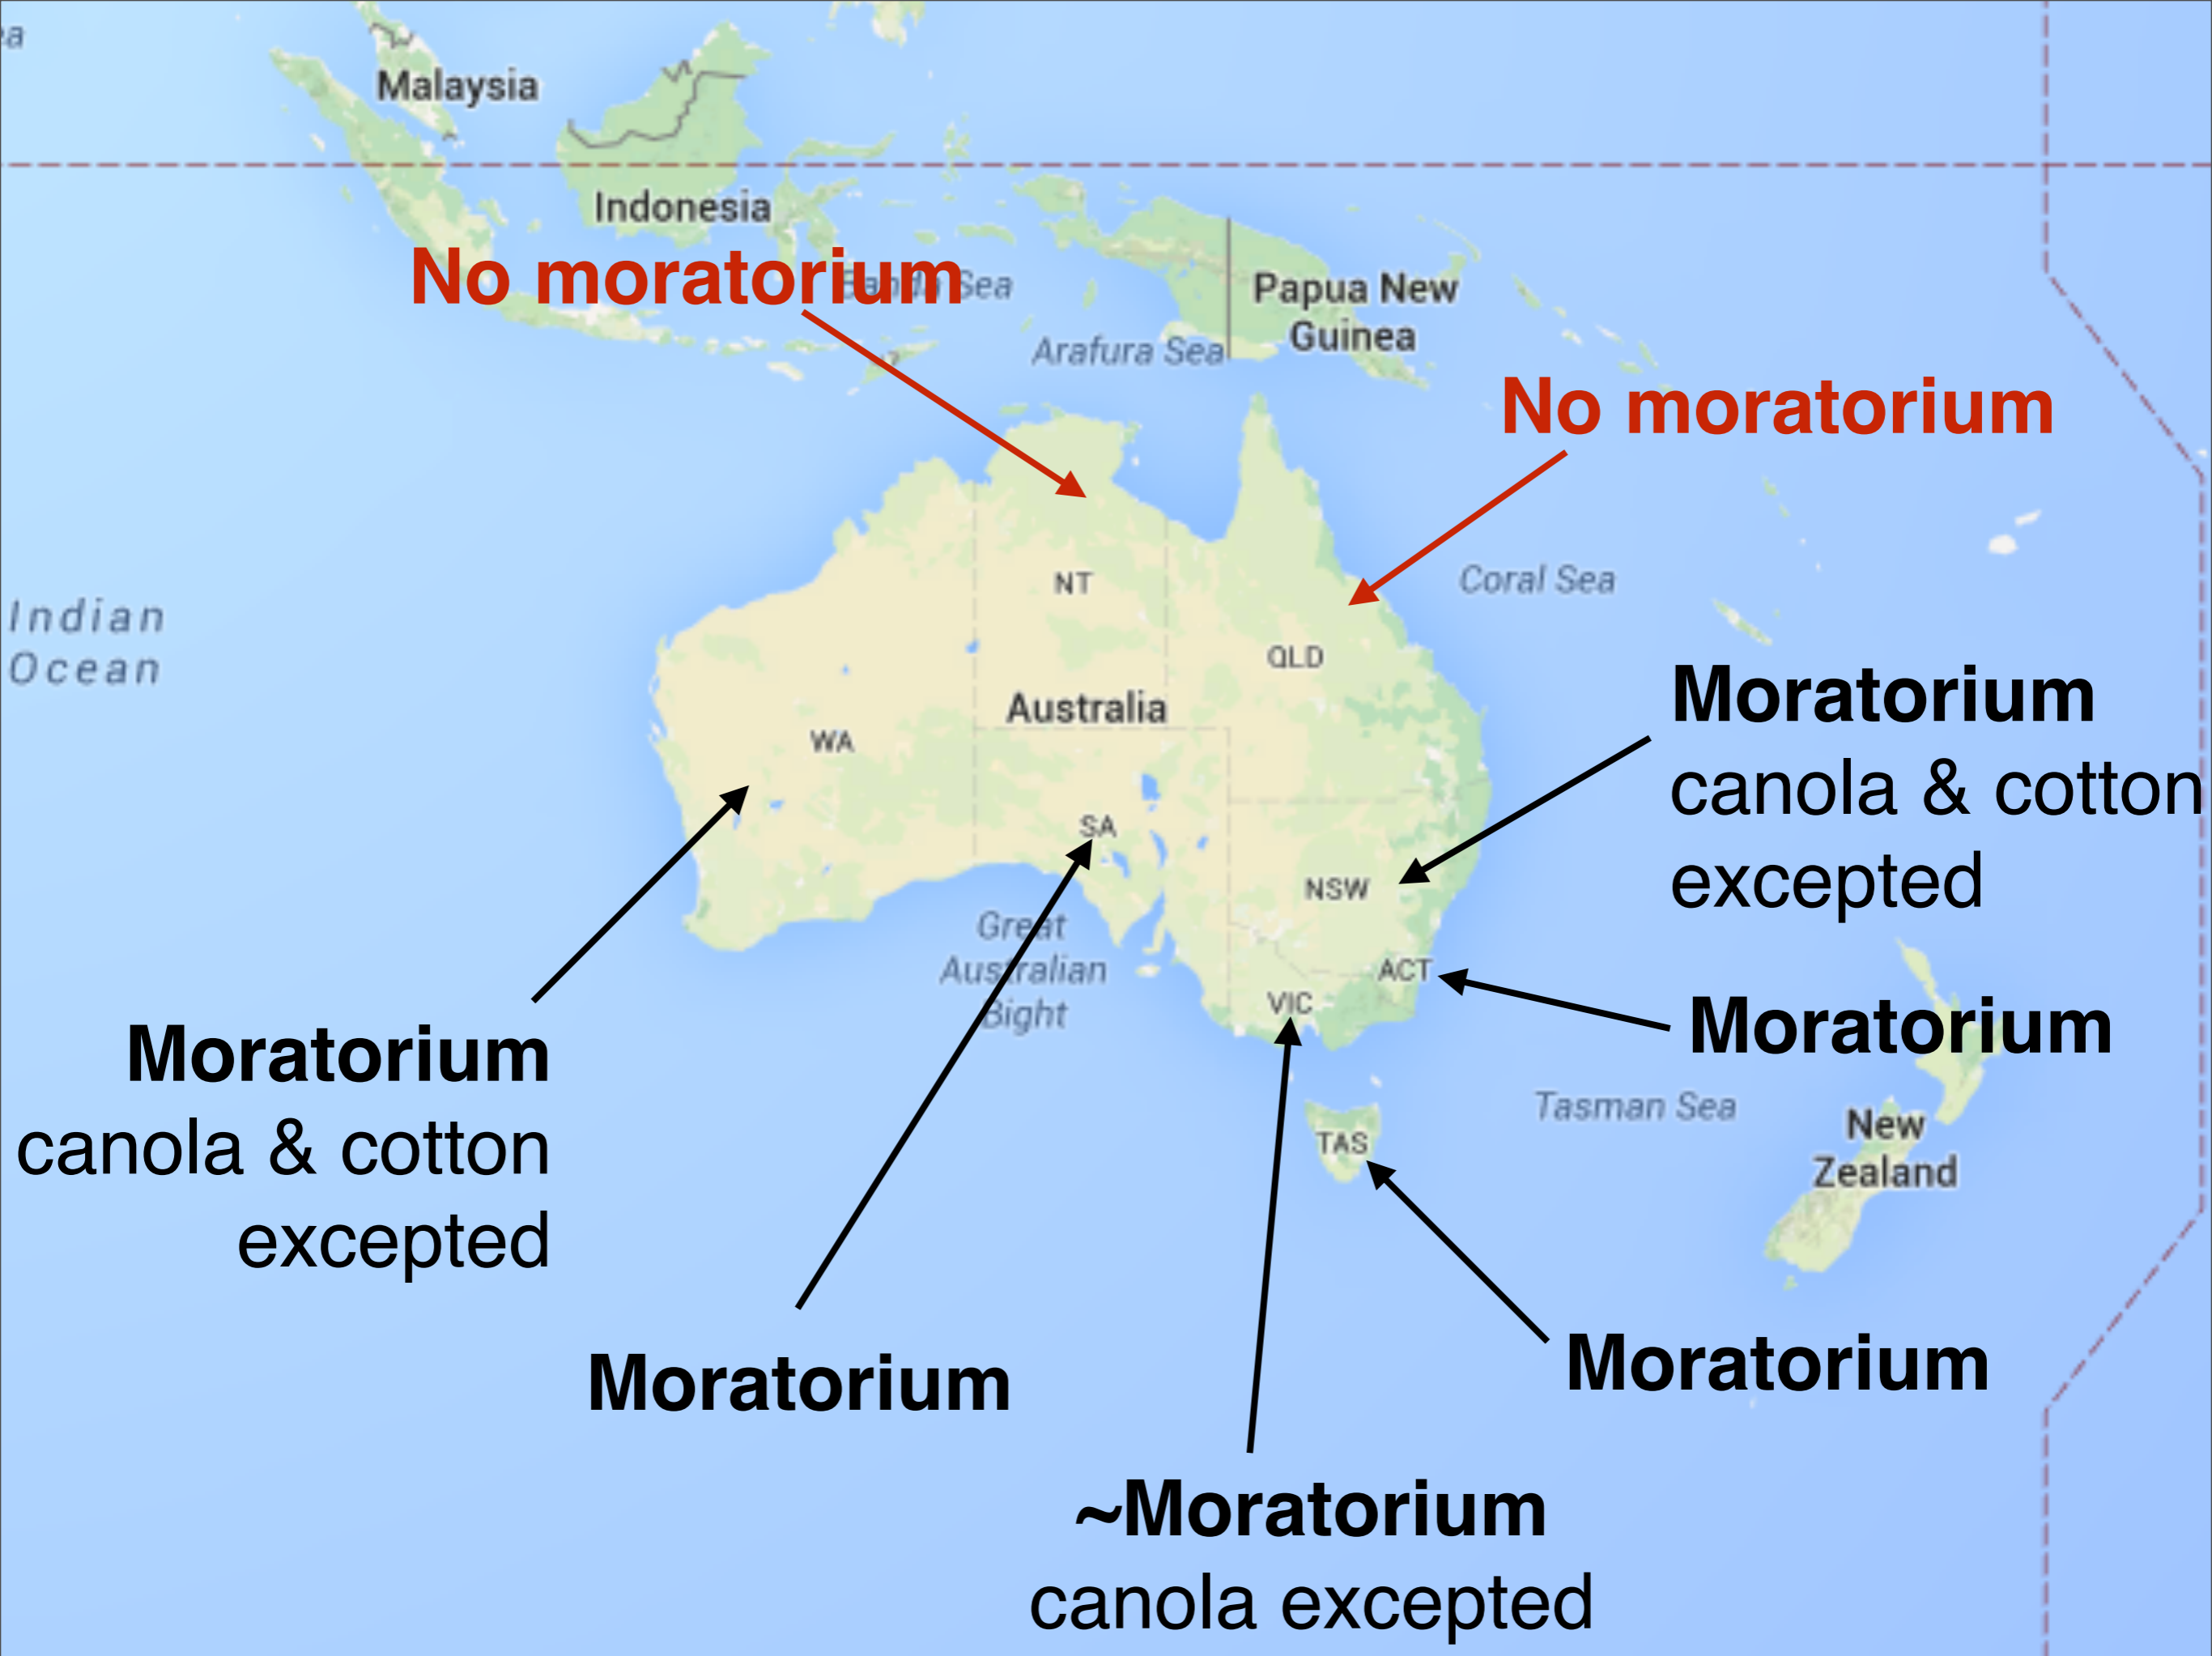 ea
Malaysia
Indonesia
No moratorium
Banda Sea
Papua New
Guinea
Arafura Sea
No moratorium
Coral Sea
Indian
Ocean
NT
QLD
Australia
WA
Moratorium
canola & cotton
excepted
SA
NSW
Great
Australian
Bight
ACT
VIC
Moratorium
Moratorium
canola & cotton
excepted
Tasman Sea
TAS
New
Zealand
Moratorium
Moratorium
~Moratorium
canola excepted